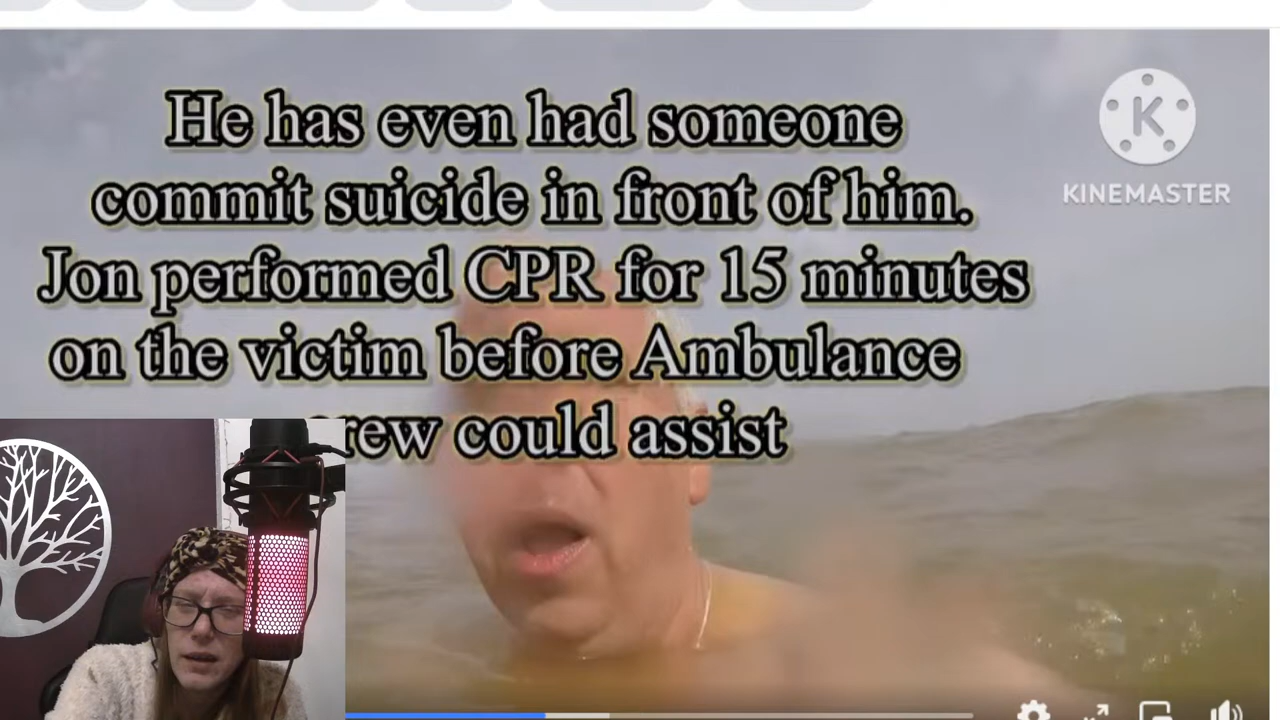 He has even had someone
commit suicide in front of him.
Jon performed CPR for 15 minutes
on the victim before Ambulance
rew could assist
K
KINEMASTER